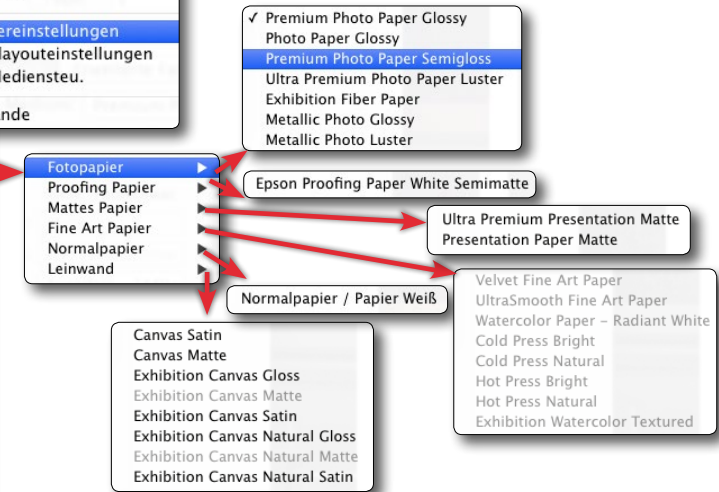 ereinstellungen
layouteinstellungen
lediensteu.
nde
✓ Premium Photo Paper Glossy
Photo Paper Glossy
Premium Photo Paper Semigloss
Ultra Premium Photo Paper Luster
Exhibition Fiber Paper
Metallic Photo Glossy
Metallic Photo Luster
Fotopapier
Proofing Papier
Mattes Papier
Fine Art Papier
Normalpapier
Leinwand
Epson Proofing Paper White Semimatte
Ultra Premium Presentation Matte
Presentation Paper Matte
Normalpapier / Papier Weiß
Velvet Fine Art Paper
UltraSmooth Fine Art Paper
Watercolor Paper – Radiant White
Cold Press Bright
Cold Press Natural
Hot Press Bright
Hot Press Natural
Exhibition Watercolor Textured
Canvas Satin
Canvas Matte
Exhibition Canvas Gloss
Exhibition Canvas Matte
Exhibition Canvas Satin
Exhibition Canvas Natural Gloss
Exhibition Canvas Natural Matte
Exhibition Canvas Natural Satin